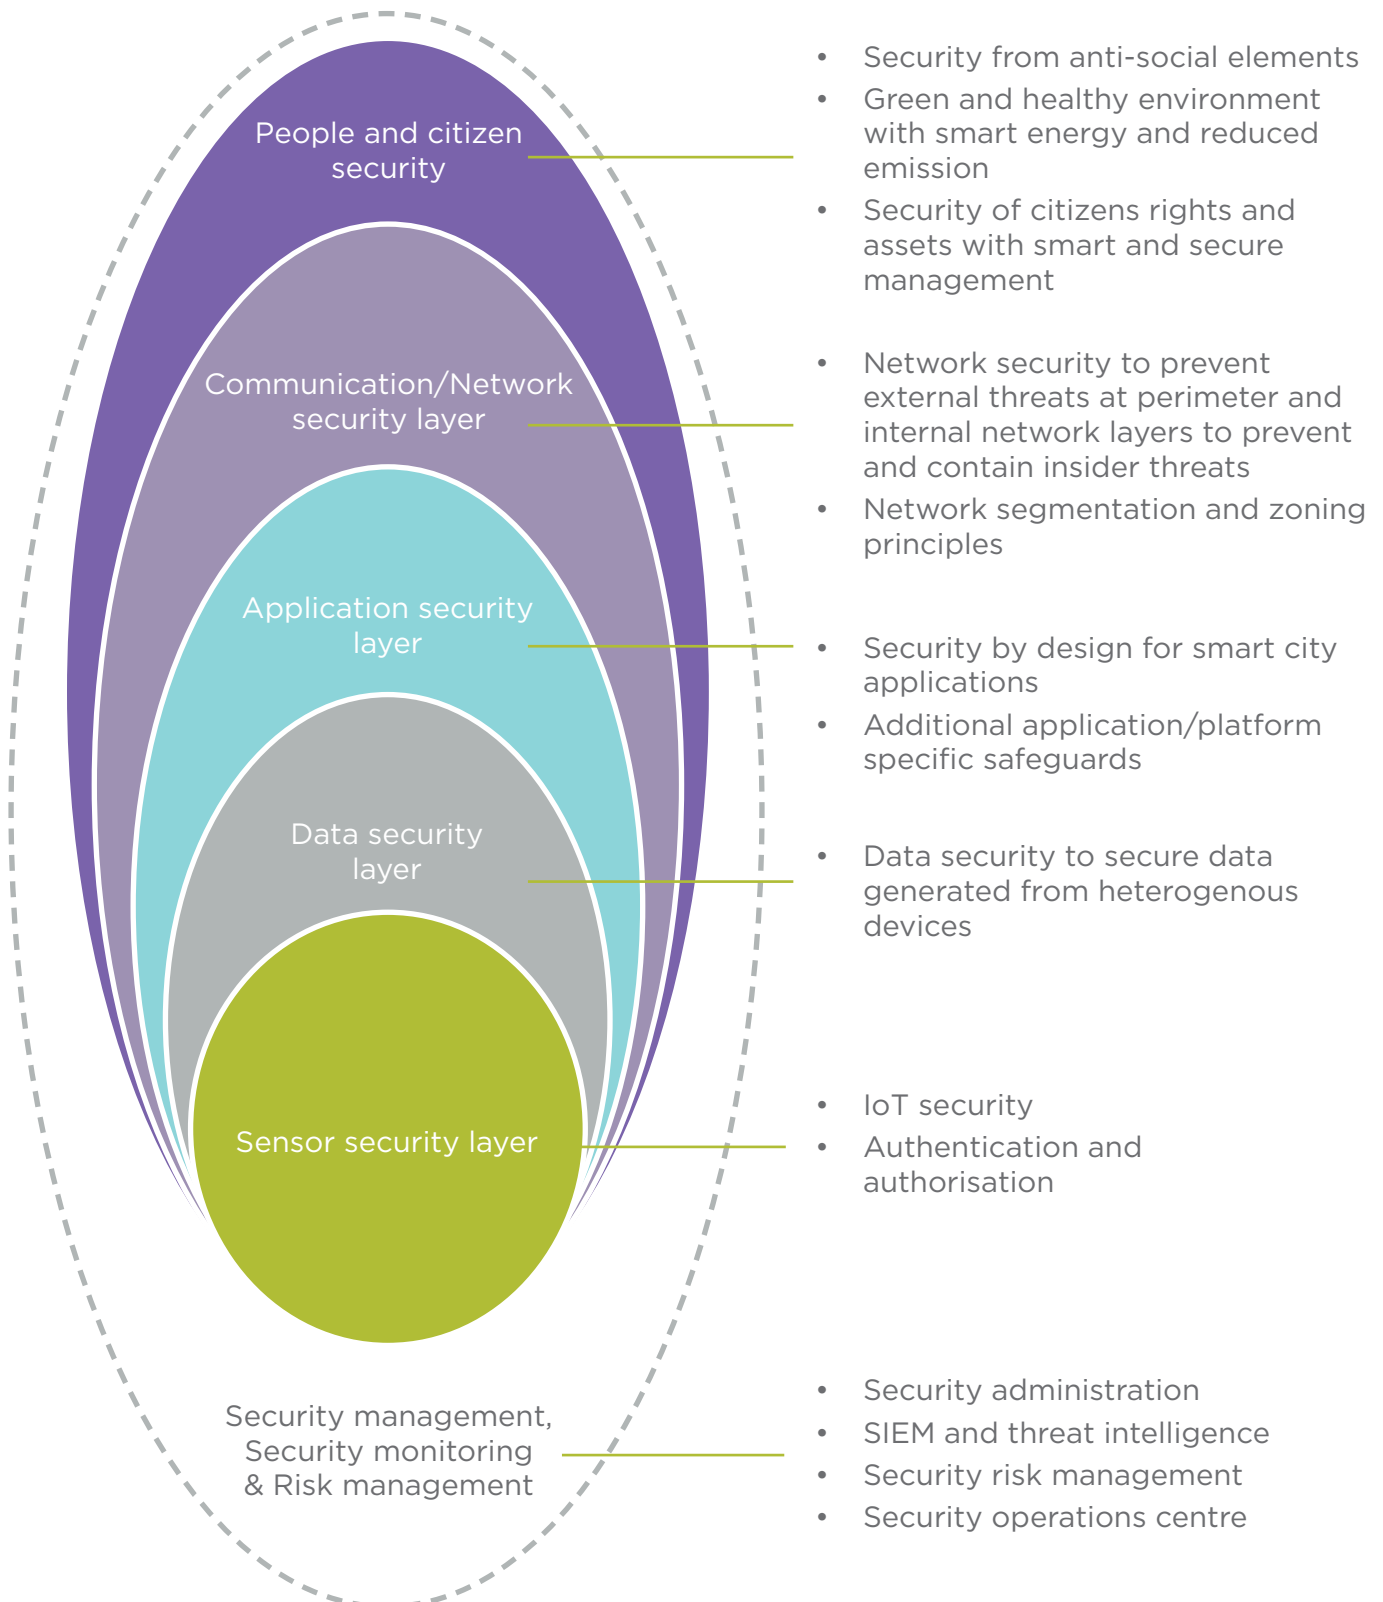 People and citizen
security
• Security from anti-social elements
• Green and healthy environment
with smart energy and reduced
emission
• Security of citizens rights and
assets with smart and secure
management
Communication/Network
security layer
• Network security to prevent
external threats at perimeter and
internal network layers to prevent
and contain insider threats
• Network segmentation and zoning
principles
Application security
layer
• Security by design for smart city
applications
• Additional application/platform
specific safeguards
Data security
layer
• Data security to secure data
generated from heterogenous
devices
Sensor security layer
• IoT security
• Authentication and
authorisation
Security management,
Security monitoring
& Risk management
• Security administration
• SIEM and threat intelligence
• Security risk management
• Security operations centre